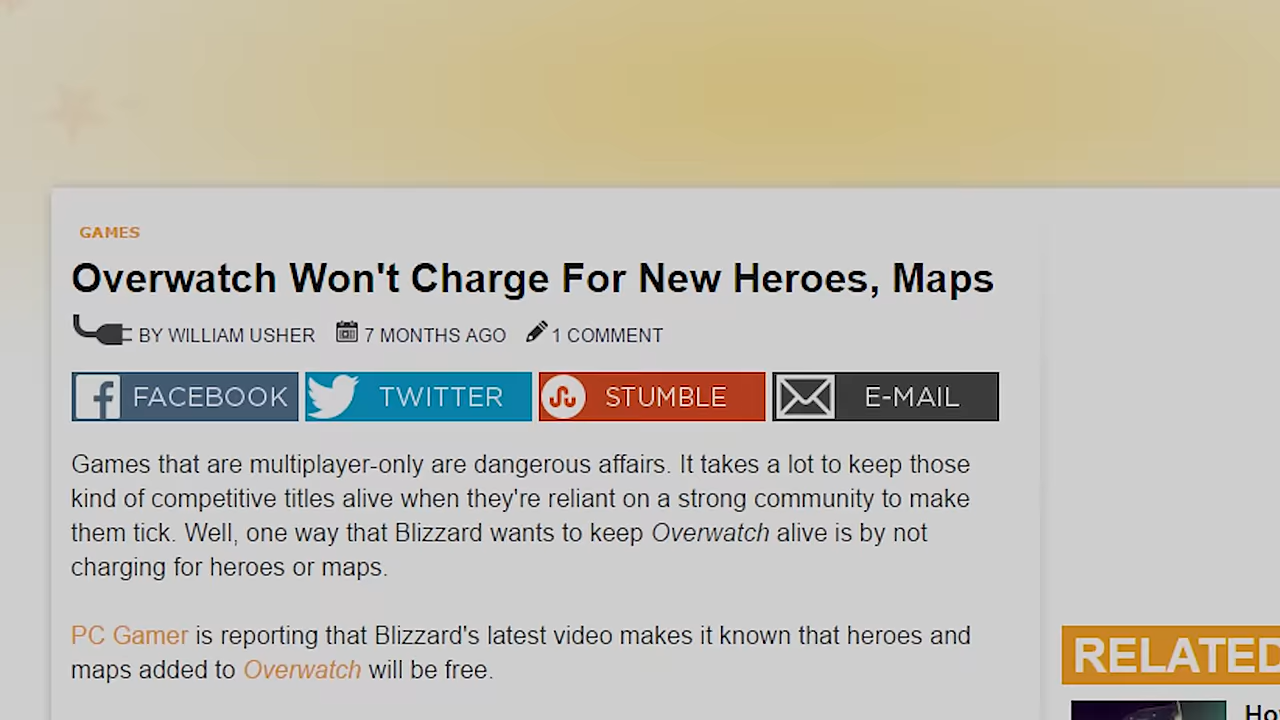 GAMES
Overwatch Won't Charge For New Heroes, Maps
BY WILLIAM USHER 7 MONTHS AGO 1 COMMENT
FACEBOOK TWITTER STUMBLE E-MAIL
Games that are multiplayer-only are dangerous affairs. It takes a lot to keep those
kind of competitive titles alive when they're reliant on a strong community to make
them tick. Well, one way that Blizzard wants to keep Overwatch alive is by not
charging for heroes or maps.
PC Gamer is reporting that Blizzard's latest video makes it known that heroes and
maps added to Overwatch will be free.
RELATED